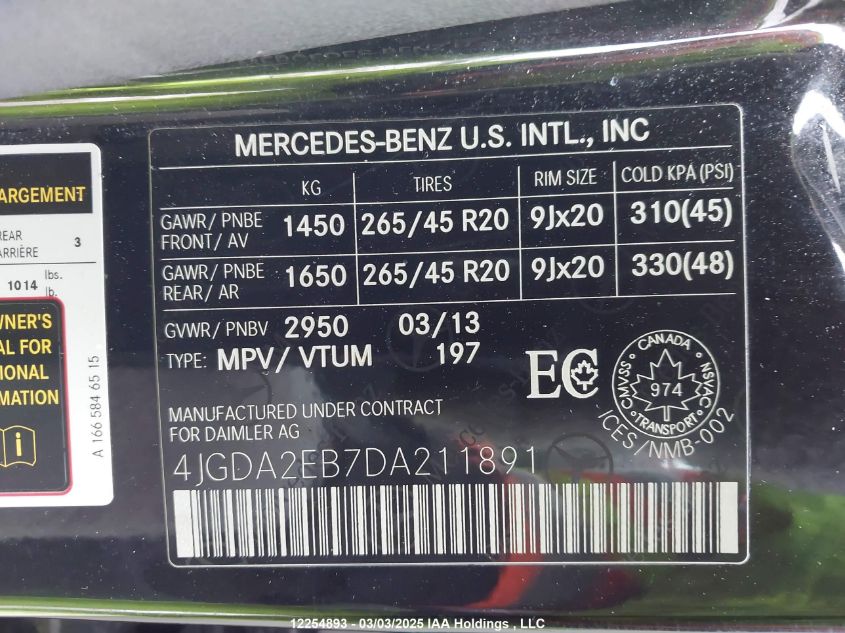 MERCEDES-BENZ U.S. INTL., INC
KG TIRES RIM SIZE COLD KPA (PSI)
GAWR / PNBE FRONT / AV 1450 265/45 R20 9Jx20 310(45)
GAWR / PNBE REAR / AR 1650 265/45 R20 9Jx20 330(48)
GVWR / PNBV 2950 03/13
TYPE: MPV/ VTUM 197
EC
CANADA
CMVSS
NSVAC
974
TRANSPORT
ICES/NMB-002
MANUFACTURED UNDER CONTRACT
FOR DAIMLER AG
4JGDA2EB7DA211891
ARGEMENT
REAR
ARRIÈRE 3
1014 lbs.
lb.
WNER'S
AL FOR
IONAL
RMATION
A 166 584 65 15
12254893 - 03/03/2025 IAA Holdings , LLC